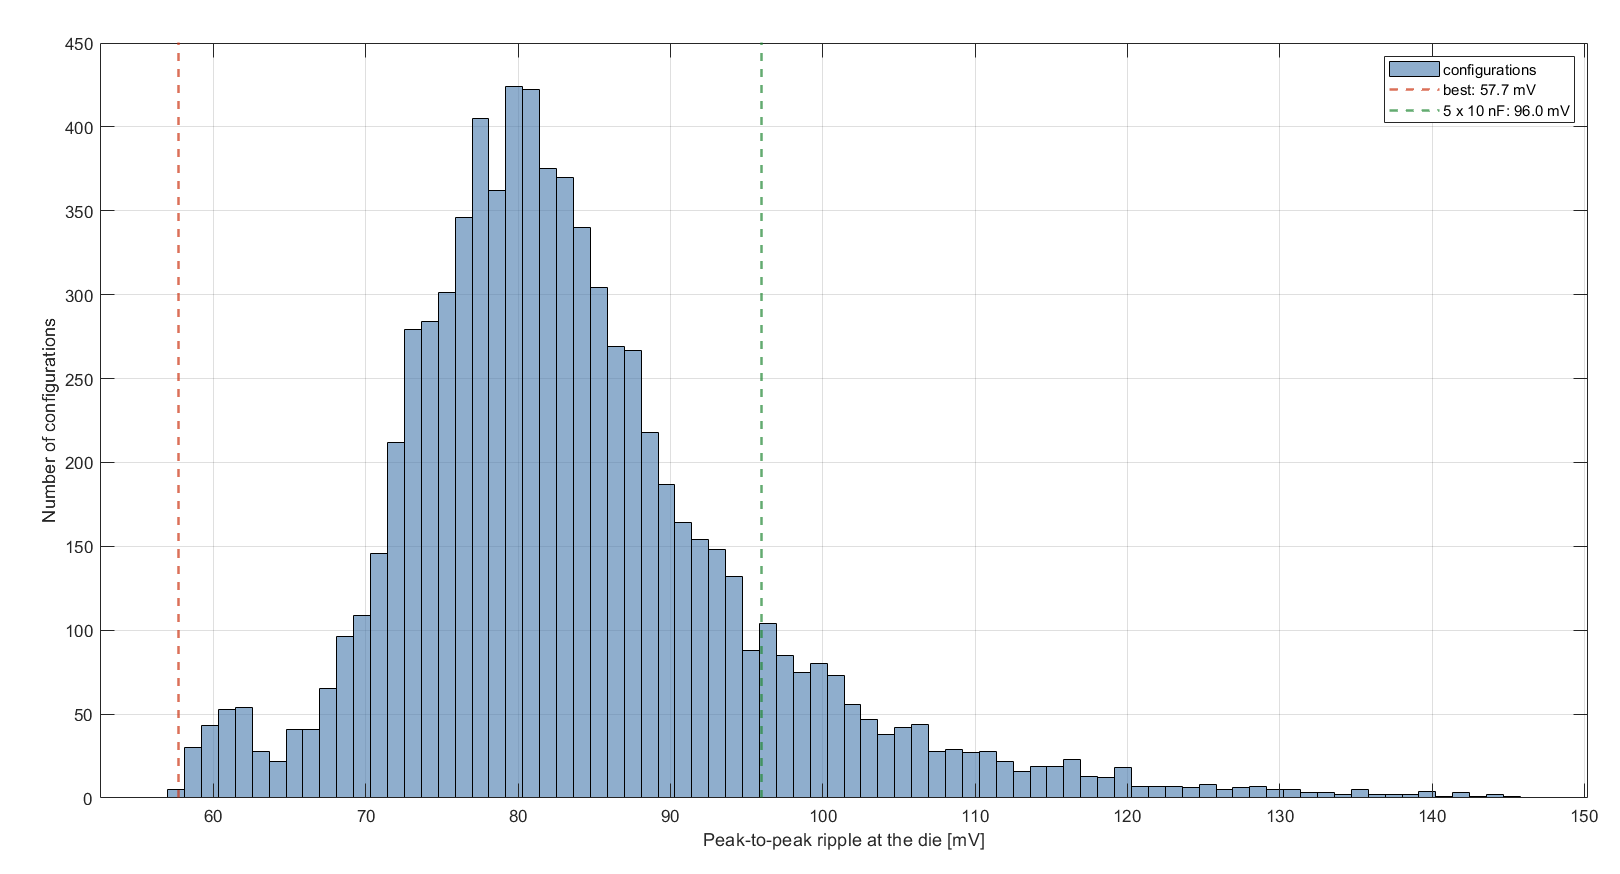 450
400
350
300
250
200
150
100
50
0
Number of configurations
configurations
best: 57.7 mV
5 x 10 nF: 96.0 mV
60 70 80 90 100 110 120 130 140 150
Peak-to-peak ripple at the die [mV]